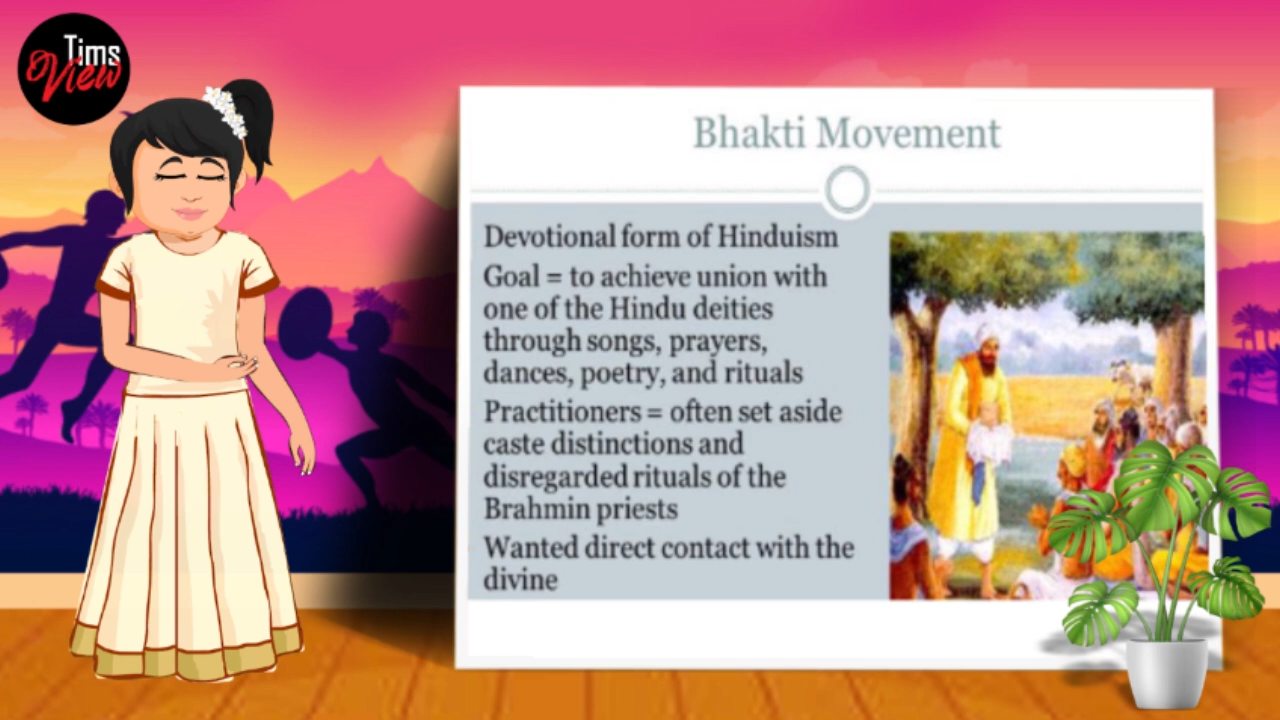 Tims
View
Bhakti Movement
Devotional form of Hinduism
Goal = to achieve union with
one of the Hindu deities
through songs, prayers,
dances, poetry, and rituals
Practitioners = often set aside
caste distinctions and
disregarded rituals of the
Brahmin priests
Wanted direct contact with the
divine